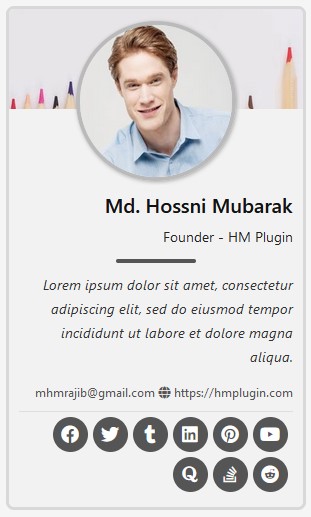 Md. Hossni Mubarak
Founder - HM Plugin
Lorem ipsum dolor sit amet, consectetur
adipiscing elit, sed do eiusmod tempor
incididunt ut labore et dolore magna
aliqua.
mhmrajib@gmail.com https://hmplugin.com